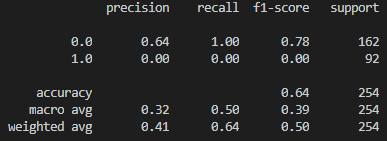 precision recall f1-score support
0.0 0.64 1.00 0.78 162
1.0 0.00 0.00 0.00 92
accuracy 0.64 254
macro avg 0.32 0.50 0.39 254
weighted avg 0.41 0.64 0.50 254